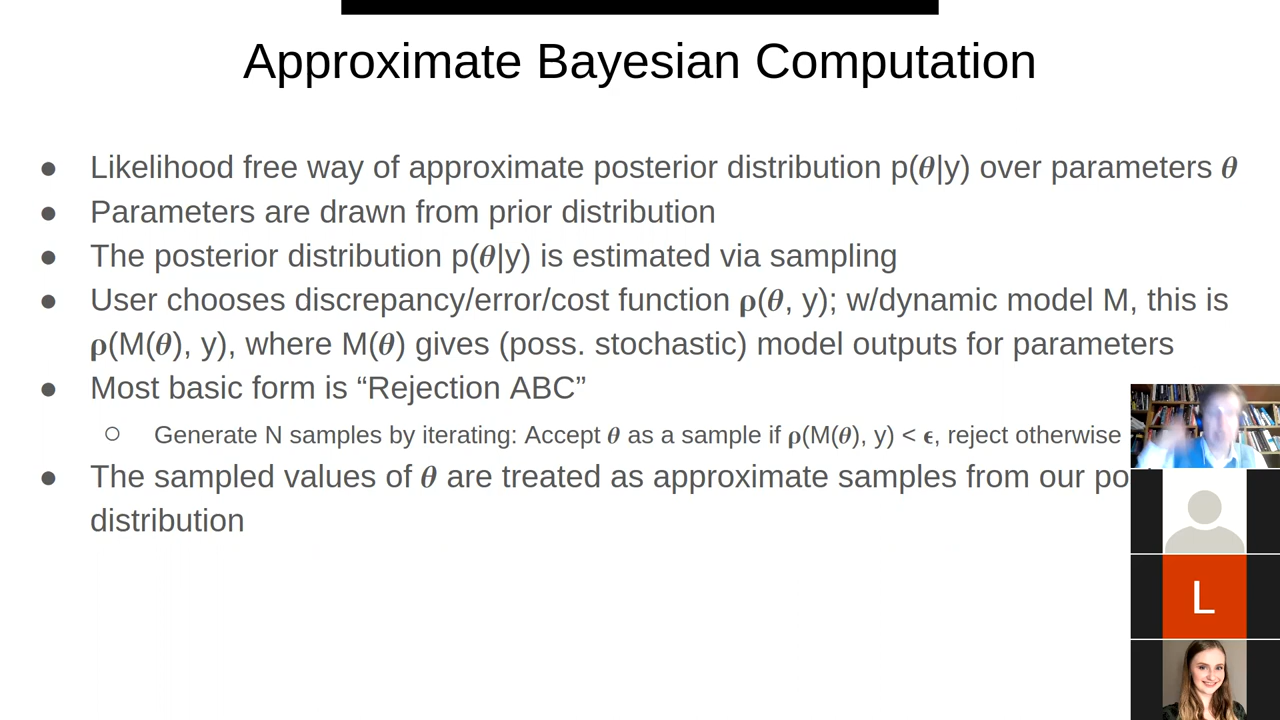 Approximate Bayesian Computation
● Likelihood free way of approximate posterior distribution p(θ|y) over parameters θ
● Parameters are drawn from prior distribution
● The posterior distribution p(θ|y) is estimated via sampling
● User chooses discrepancy/error/cost function ρ(θ, y); w/dynamic model M, this is
ρ(M(θ), y), where M(θ) gives (poss. stochastic) model outputs for parameters
● Most basic form is “Rejection ABC”
○ Generate N samples by iterating: Accept θ as a sample if ρ(M(θ), y) < ϵ, reject otherwise
● The sampled values of θ are treated as approximate samples from our
distribution
L